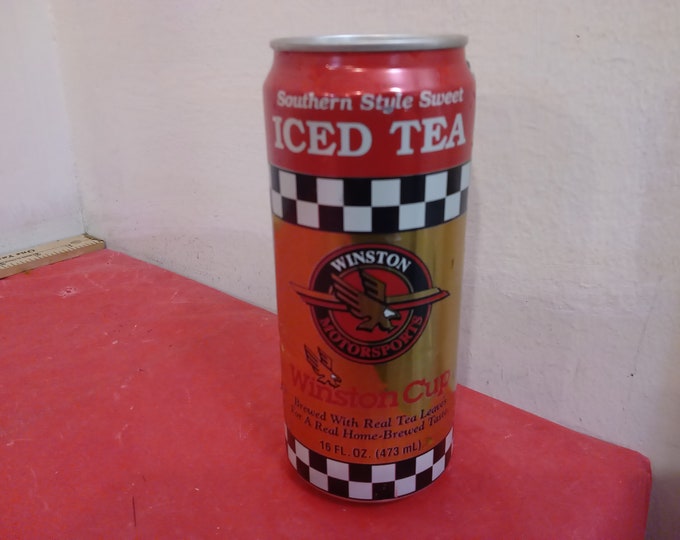 Southern Style Sweet
ICED TEA
WINSTON
MOTORSPORTS
Winston Cup
Brewed With Real Tea Leaves
For A Real Home-Brewed Taste
16 FL. OZ. (473 mL)